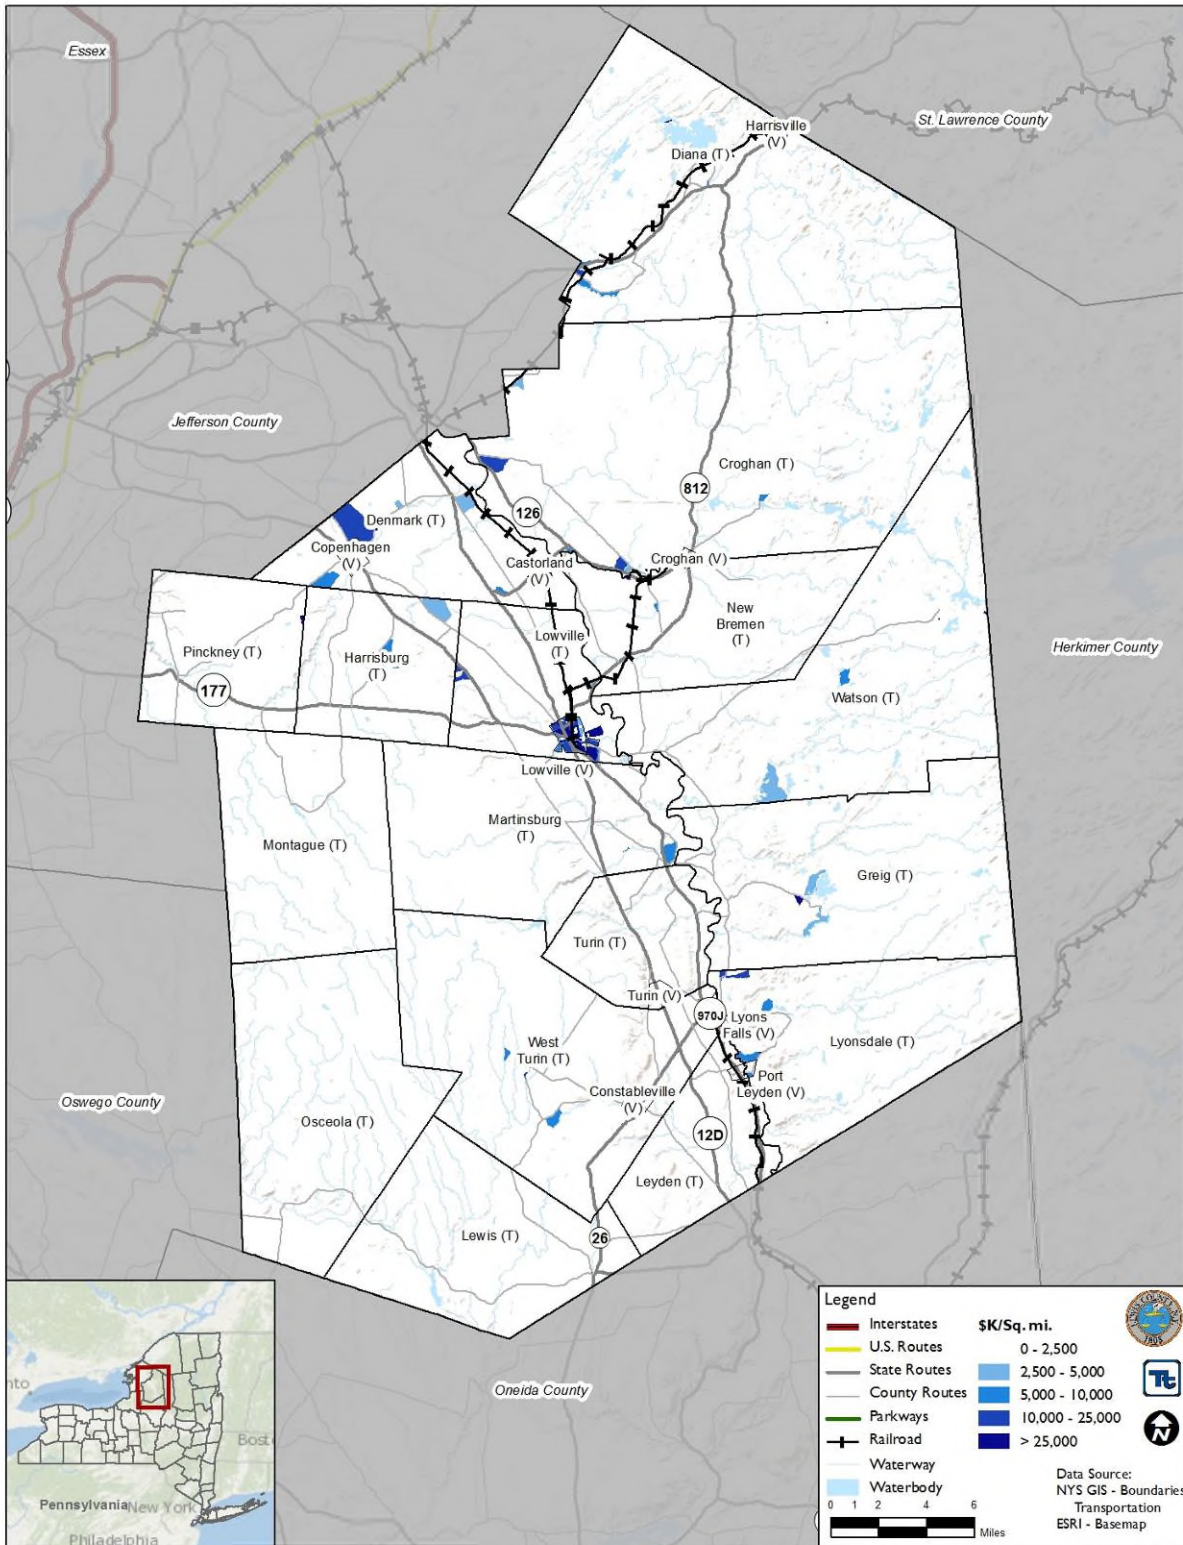 Essex
St. Lawrence County
Harrisville
(V)
Diana (T)
Jefferson County
Croghan (T)
812
126
Denmark (T)
Copenhagen
(V)
Castorland
(V)
Croghan (V)
New
Bremen
(T)
Lowville
(T)
Pinckney (T)
Harrisburg
(T)
177
Herkimer County
Watson (T)
Lowville (V)
Martinsburg
(T)
Montague (T)
Greig (T)
Turin (T)
Turin (V)
970J
Lyons
Falls (V)
Lyonsdale (T)
West
Turin (T)
Port
Leyden (V)
Constableville
(V)
Oswego County
Osceola (T)
12D
Leyden (T)
Lewis (T)
26
Oneida County
nto
Bost
Pennsylvania
New York
Philadelphia
Legend
Interstates
U.S. Routes
State Routes
County Routes
Parkways
Railroad
Waterway
Waterbody
$K/Sq. mi.
0 - 2,500
2,500 - 5,000
5,000 - 10,000
10,000 - 25,000
> 25,000
Tt
N
0 1 2 4 6
Miles
Data Source:
NYS GIS - Boundaries
Transportation
ESRI - Basemap